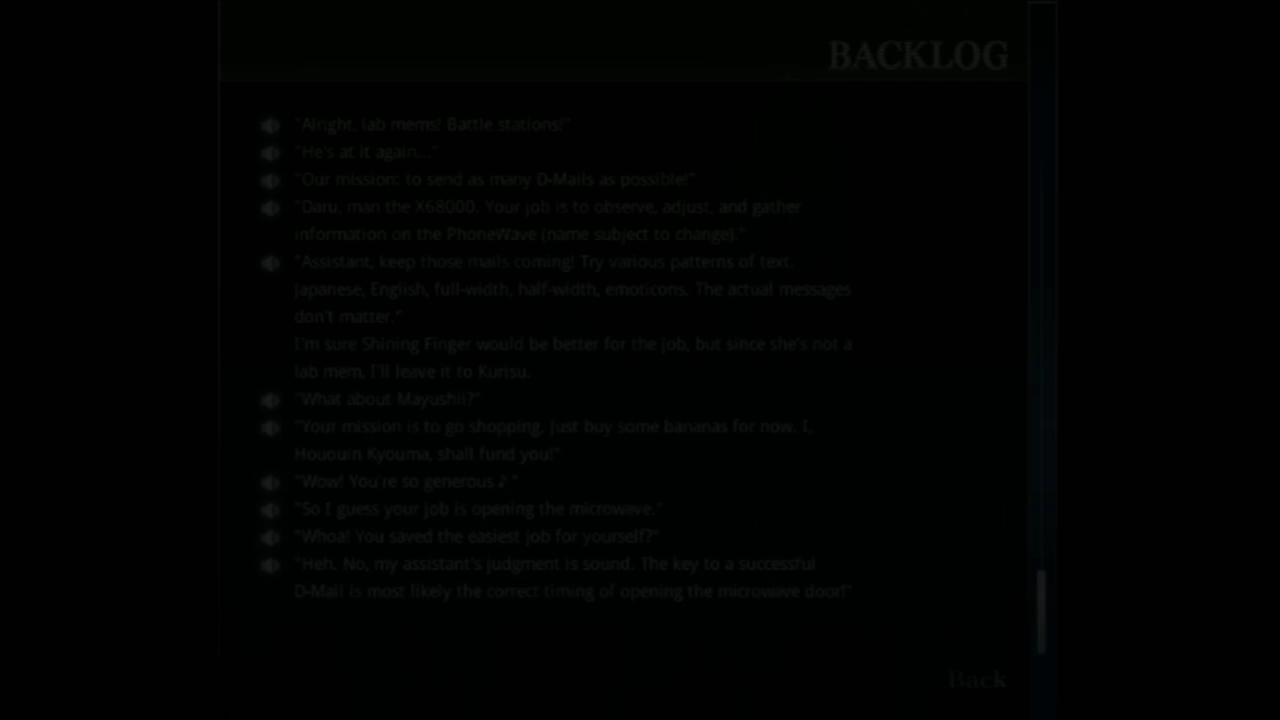 BACKLOG
"Alright, lab mems! Battle stations!"
"He's at it again..."
"Our mission: to send as many D-Mails as possible!"
"Daru, man the X68000. Your job is to observe, adjust, and gather
information on the PhoneWave (name subject to change)."
"Assistant, keep those mails coming! Try various patterns of text.
Japanese, English, full-width, half-width, emoticons. The actual messages
don't matter."
I'm sure Shining Finger would be better for the job, but since she's not a
lab mem, I'll leave it to Kurisu.
"What about Mayushii?"
"Your mission is to go shopping. Just buy some bananas for now. I,
Hououin Kyouma, shall fund you!"
"Wow! You're so generous♪"
"So I guess your job is opening the microwave."
"Whoa! You saved the easiest job for yourself?"
"Heh. No, my assistant's judgment is sound. The key to a successful
D-Mail is most likely the correct timing of opening the microwave door!"
Back